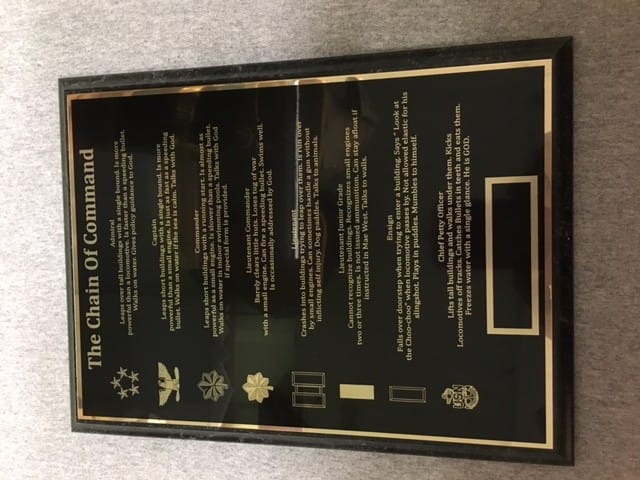 The Chain Of Command
Admiral
Leaps over tall buildings with a single bound. Is more
powerful than a locomotive. Is faster than a speeding bullet.
Walks on water. Gives policy guidance to God.
Captain
Leaps short buildings with a single bound. Is more
powerful than a small engine. Is just as fast as a speeding
bullet. Walks on water if the sea is calm. Talks with God.
Commander
Leaps short buildings with a running start. Is almost as
powerful as a small engine. Is slower than a speeding bullet.
Walks on water in indoor swimming pools. Talks with God
if special form is provided.
Lieutenant Commander
Barely clears little huts. Loses tug of war
with a small engine. Can fire a speeding bullet. Swims well.
Is occasionally addressed by God.
Lieutenant
Crashes into buildings trying to leap over them. Is run over
by small engines. Can sometimes handle a gun without
inflicting self injury. Dog paddles. Talks to animals.
Lieutenant Junior Grade
Cannot recognize buildings. Recognizes small engines
two or three times. Is not issued ammunition. Can stay afloat if
instructed in Mae West. Talks to walls.
Ensign
Falls over doorstep when trying to enter a building. Says " Look at
the Choo-choo" when locomotive passes by. Not allowed elastic for his
slingshot. Plays in puddles. Mumbles to himself.
Chief Petty Officer
Lifts tall buildings and walks under them. Kicks
Locomotives off tracks. Catches bullets in teeth and eats them.
Freezes water with a single glance. He is GOD.
USN